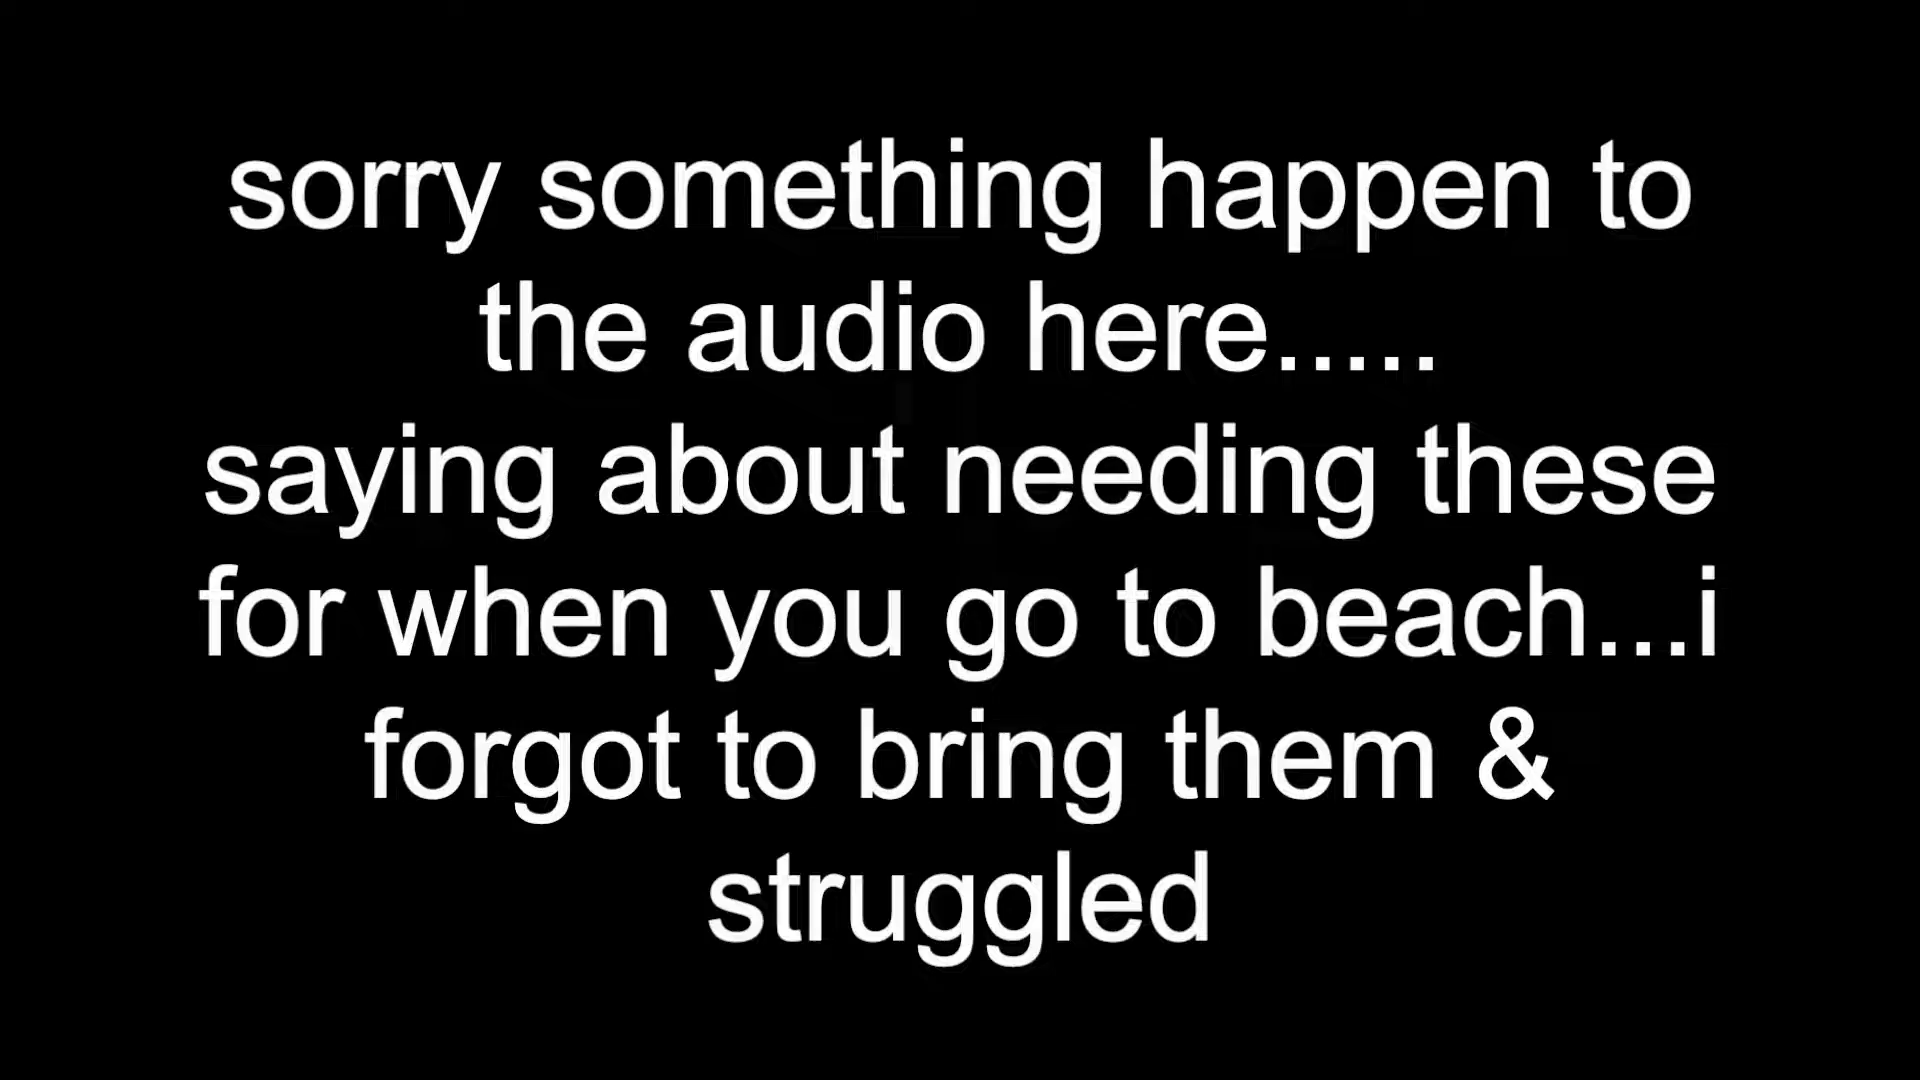 sorry something happen to
the audio here.....
saying about needing these
for when you go to beach...i
forgot to bring them &
struggled